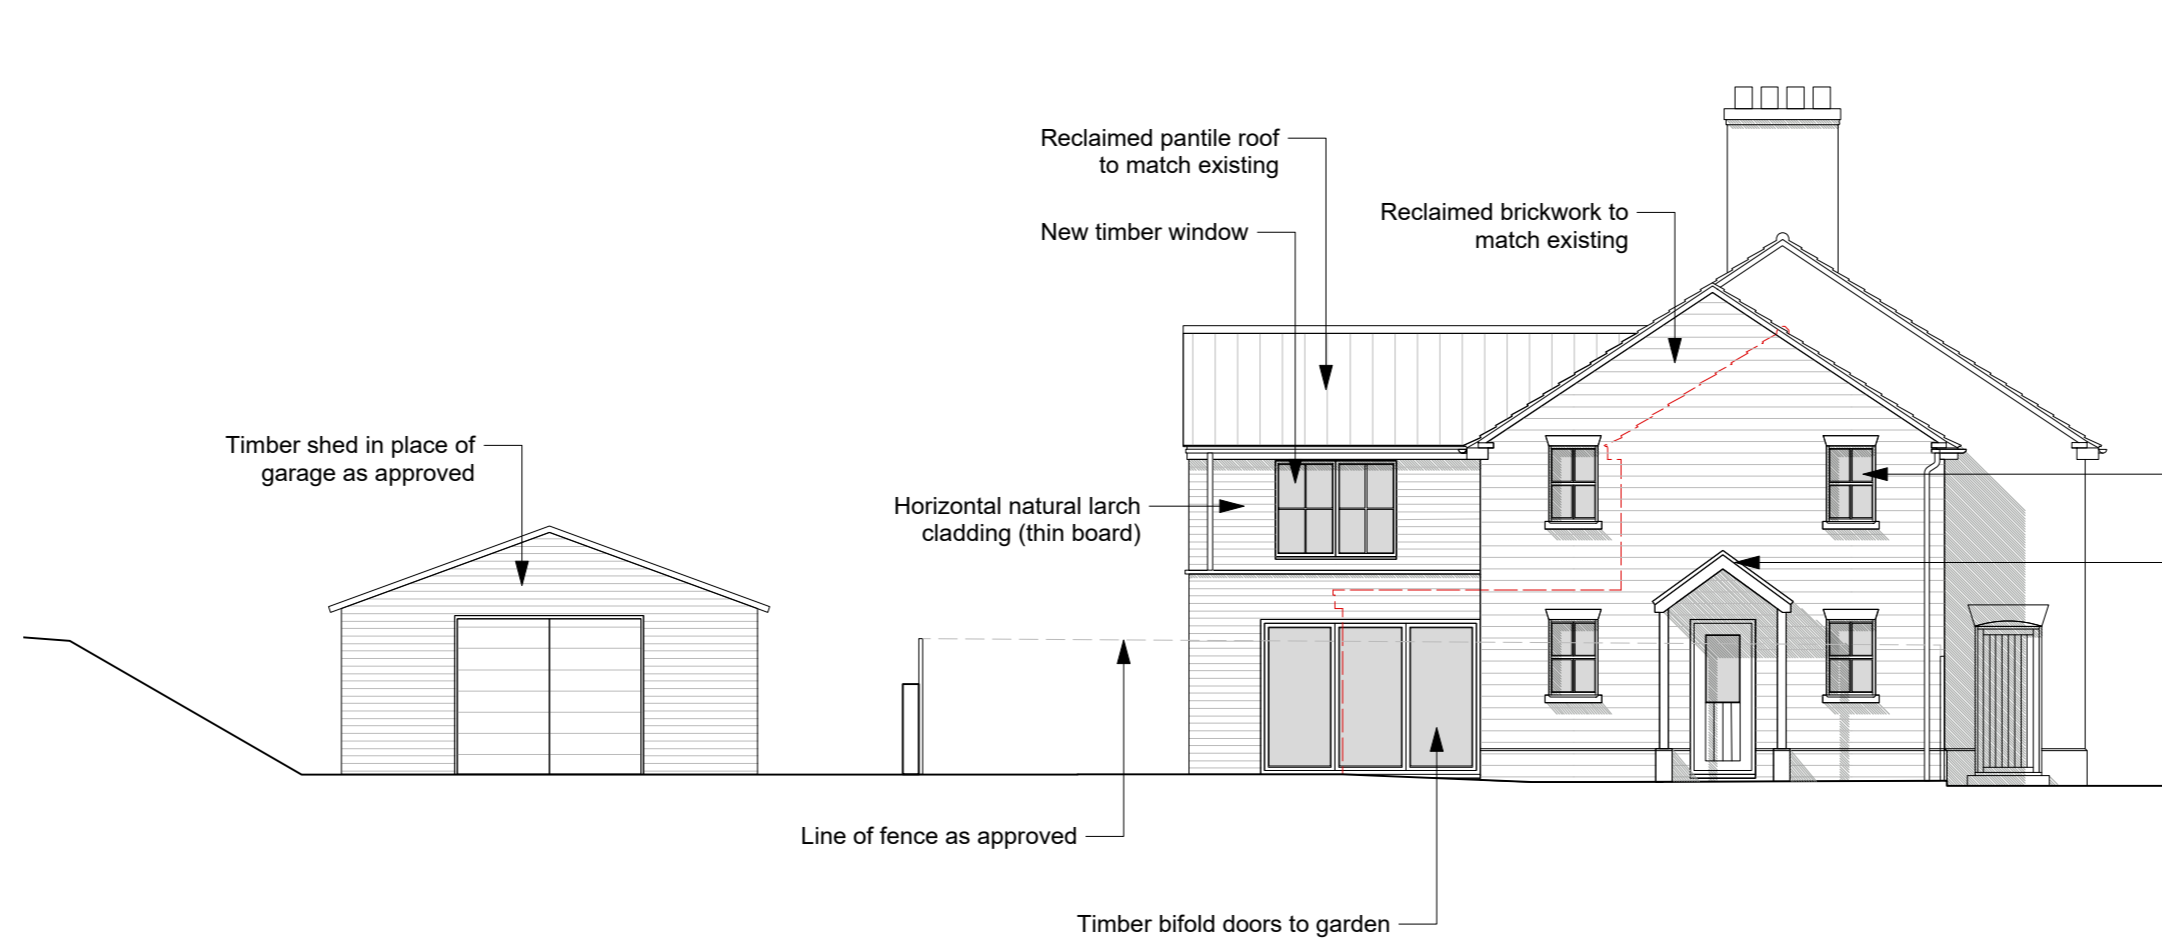 Reclaimed pantile roof
to match existing
Reclaimed brickwork to
match existing
New timber window
Timber shed in place of
garage as approved
Horizontal natural larch
cladding (thin board)
Line of fence as approved
Timber bifold doors to garden